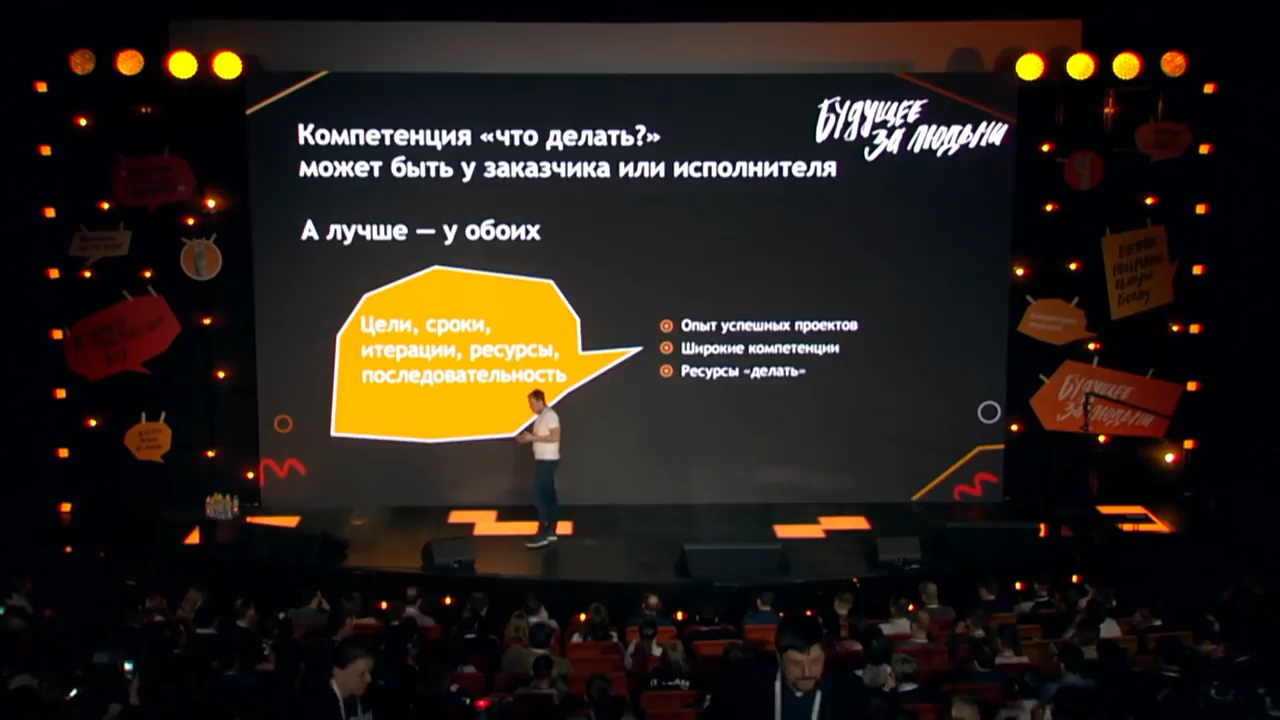 Компетенция «что делать?»
может быть у заказчика или исполнителя
А лучше — у обоих
Цели, сроки,
итерации, ресурсы,
последовательность
Опыт успешных проектов
Широкие компетенции
Ресурсы «делать»
БУДУЩЕЕ
ЗА ЛЮДЬМИ
БУДУЩЕЕ
ЗА ЛЮДЬМИ